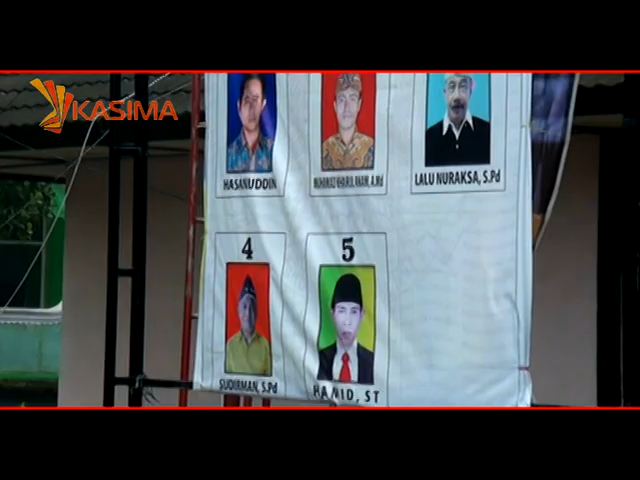 KASIMA
HASANUDDIN
LALU NURAKSA, S.Pd
4
5
SUDIRMAN, S.Pd
HAMID, ST